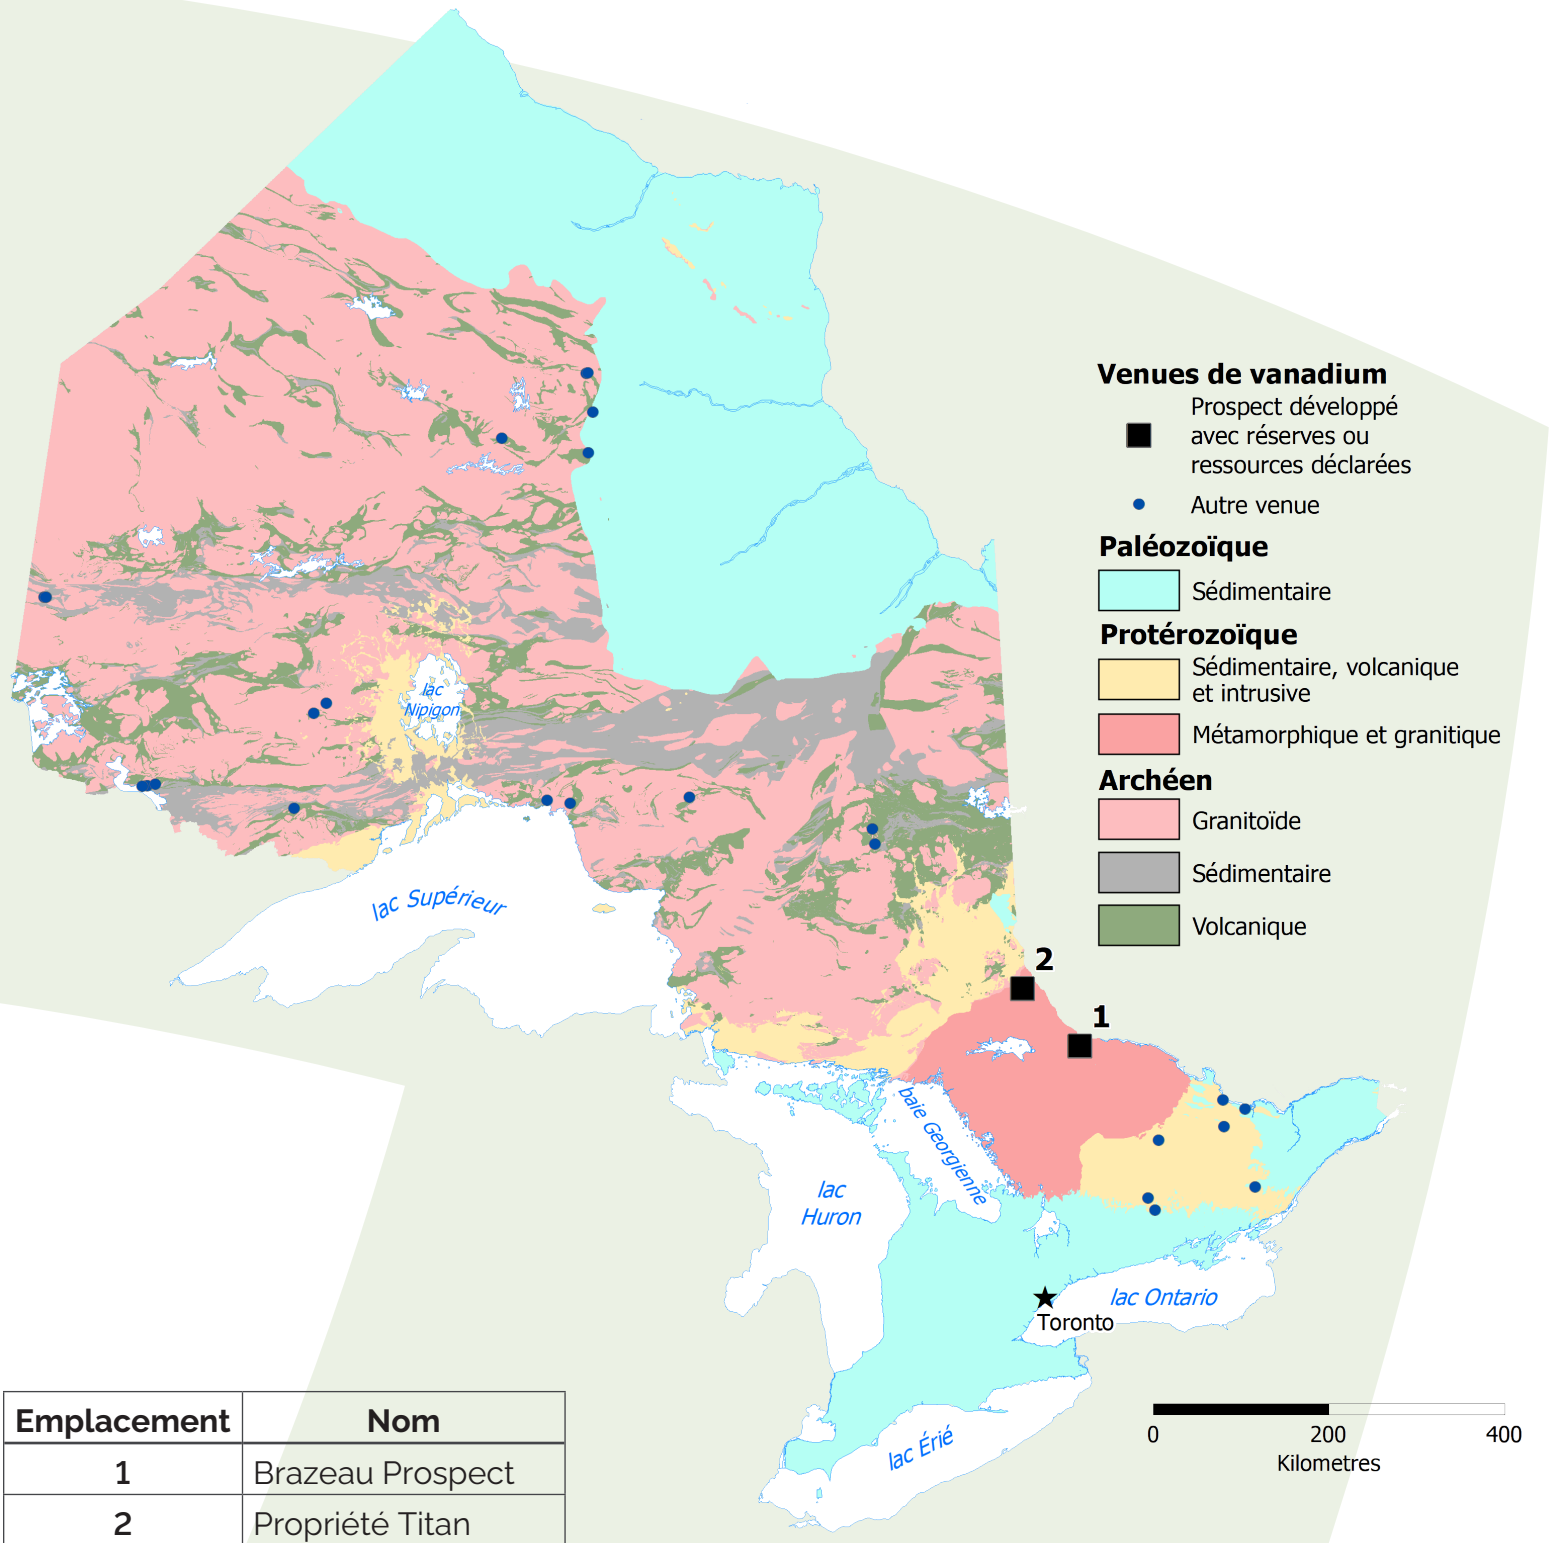 Venues de vanadium
Prospect développé
avec réserves ou
ressources déclarées
Autre venue
Paléozoïque
Sédimentaire
Protérozoïque
Sédimentaire, volcanique
et intrusive
Métamorphique et granitique
Archéen
Granitoïde
Sédimentaire
Volcanique
lac
Nipigon
lac Supérieur
2
1
baie Georgienne
lac
Huron
lac Ontario
Toronto
lac Érié
0 200 400
Kilometres
Emplacement Nom
1 Brazeau Prospect
2 Propriété Titan